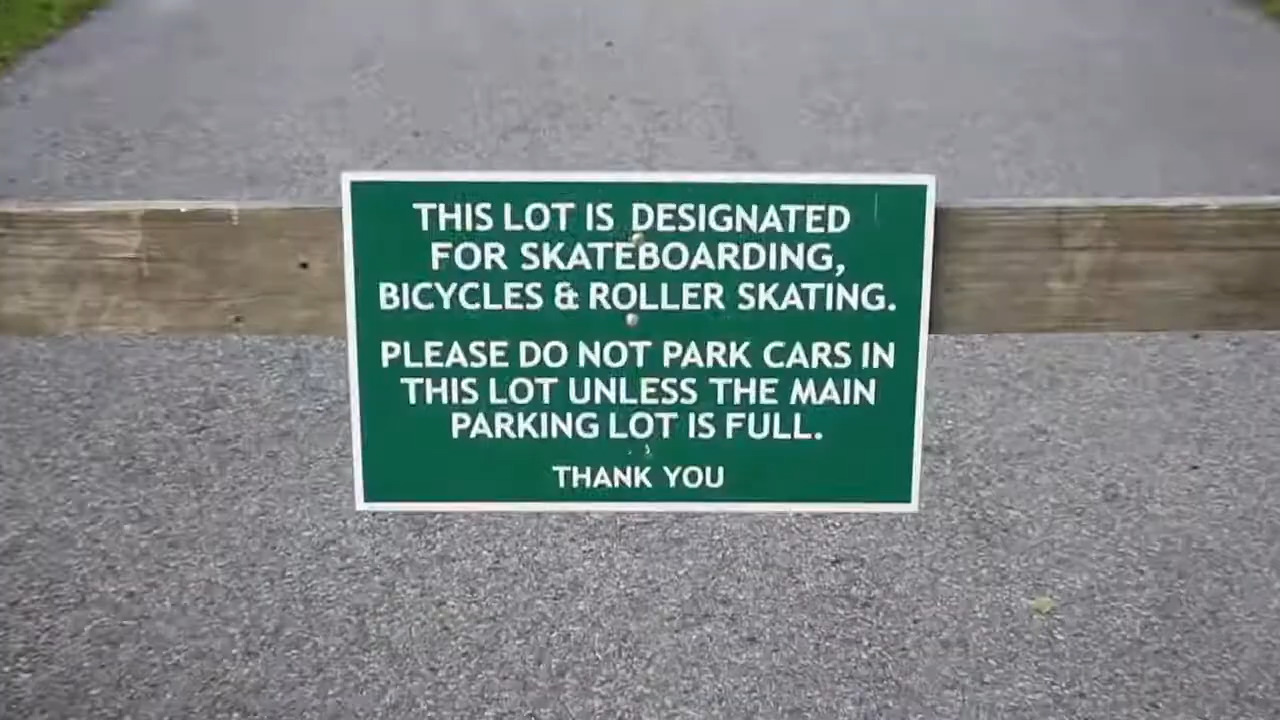 THIS LOT IS DESIGNATED
FOR SKATEBOARDING,
BICYCLES & ROLLER SKATING.
PLEASE DO NOT PARK CARS IN
THIS LOT UNLESS THE MAIN
PARKING LOT IS FULL.
THANK YOU